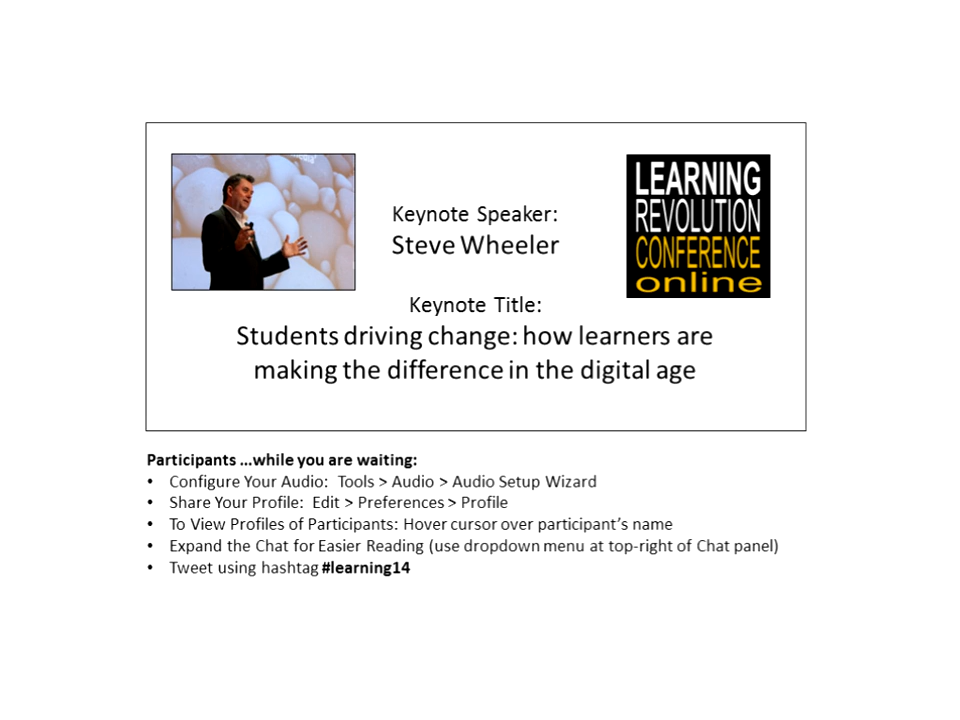 Keynote Speaker:
Steve Wheeler
LEARNING
REVOLUTION
CONFERENCE
online
Keynote Title:
Students driving change: how learners are
making the difference in the digital age
Participants ...while you are waiting:
• Configure Your Audio: Tools > Audio > Audio Setup Wizard
• Share Your Profile: Edit > Preferences > Profile
• To View Profiles of Participants: Hover cursor over participant's name
• Expand the Chat for Easier Reading (use dropdown menu at top-right of Chat panel)
• Tweet using hashtag #learning14